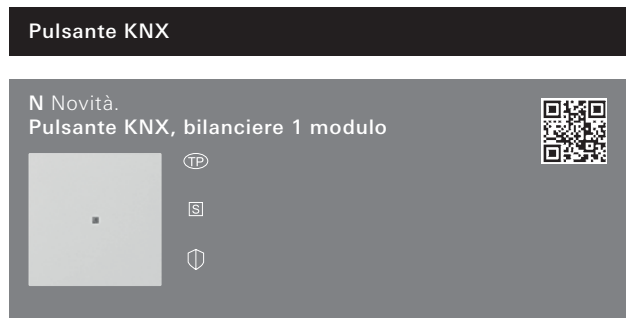 Pulsante KNX
N Novità.
Pulsante KNX, bilanciere 1 modulo
TP
S